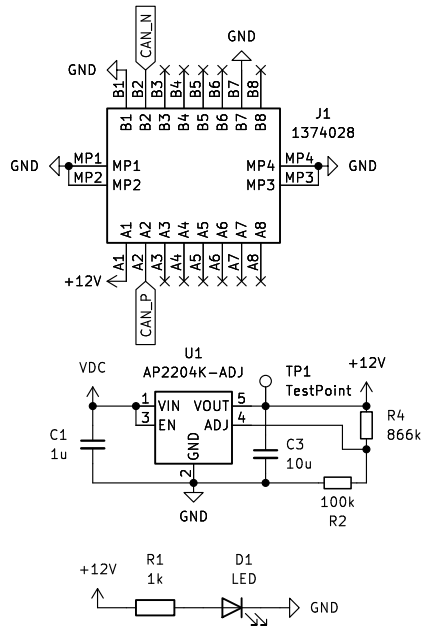 CAN_N
GND
GND
B1
B2
B3
B4
B5
B6
B7
B8
B1
B2
B3
B4
B5
B6
B7
B8
J1
1374028
GND
MP1
MP2
MP1
MP2
MP4
MP3
MP4
MP3
GND
A1
A2
A3
A4
A5
A6
A7
A8
A1
A2
A3
A4
A5
A6
A7
A8
+12V
CAN_P
U1
AP2204K-ADJ
VDC
TP1
TestPoint
+12V
1
3
VIN
EN
VOUT
ADJ
GND
5
4
2
C1
1u
C3
10u
R4
866k
GND
100k
R2
+12V
R1
1k
D1
LED
GND